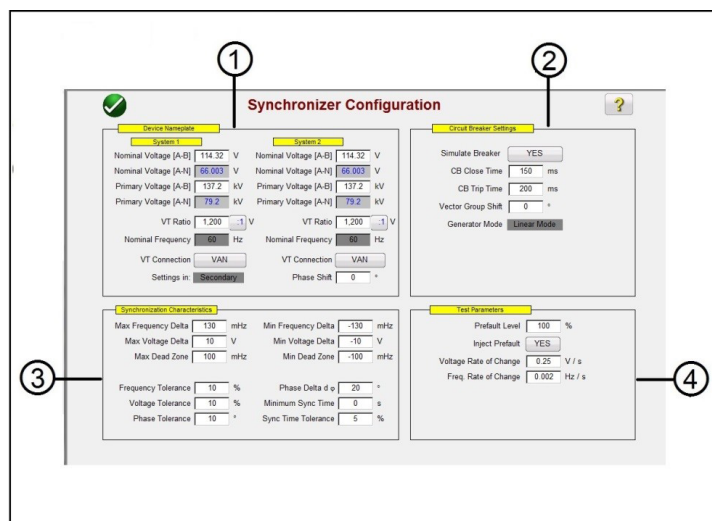 1
2
Synchronizer Configuration
?
Device Nameplate
System 1
System 2
Nominal Voltage [A-B] 114.32 V
Nominal Voltage [A-B] 114.32 V
Nominal Voltage [A-N] 66.003 V
Nominal Voltage [A-N] 66.003 V
Primary Voltage [A-B] 137.2 kV
Primary Voltage [A-B] 137.2 kV
Primary Voltage [A-N] 79.2 kV
Primary Voltage [A-N] 79.2 kV
VT Ratio 1,200 :1 V
VT Ratio 1,200 :1 V
Nominal Frequency 60 Hz
Nominal Frequency 60 Hz
VT Connection VAN
VT Connection VAN
Settings in: Secondary
Phase Shift 0 °
Circuit Breaker Settings
Simulate Breaker YES
CB Close Time 150 ms
CB Trip Time 200 ms
Vector Group Shift 0 °
Generator Mode Linear Mode
Synchronization Characteristics
Max Frequency Delta 130 mHz
Min Frequency Delta -130 mHz
Max Voltage Delta 10 V
Min Voltage Delta -10 V
Max Dead Zone 100 mHz
Min Dead Zone -100 mHz
Frequency Tolerance 10 %
Phase Delta d φ 20 °
Voltage Tolerance 10 %
Minimum Sync Time 0 s
Phase Tolerance 10 °
Sync Time Tolerance 5 %
3
Test Parameters
Prefault Level 100 %
Inject Prefault YES
Voltage Rate of Change 0.25 V / s
Freq. Rate of Change 0.002 Hz / s
4